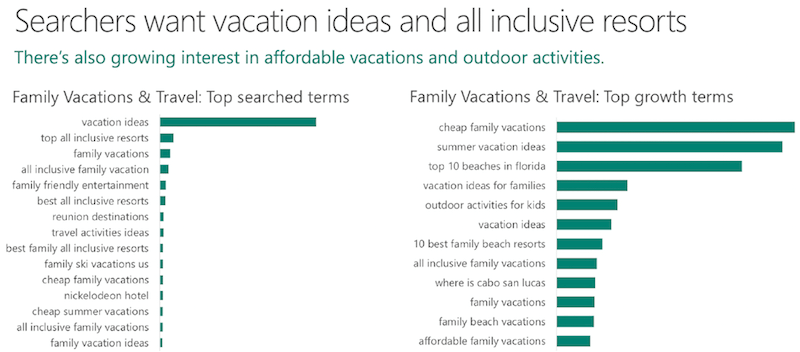 Searchers want vacation ideas and all inclusive resorts
There's also growing interest in affordable vacations and outdoor activities.
Family Vacations & Travel: Top searched terms
vacation ideas
top all inclusive resorts
family vacations
all inclusive family vacation
family friendly entertainment
best all inclusive resorts
reunion destinations
travel activities ideas
best family all inclusive resorts
family ski vacations us
cheap family vacations
nickelodeon hotel
cheap summer vacations
all inclusive family vacations
family vacation ideas
Family Vacations & Travel: Top growth terms
cheap family vacations
summer vacation ideas
top 10 beaches in florida
vacation ideas for families
outdoor activities for kids
vacation ideas
10 best family beach resorts
all inclusive family vacations
where is cabo san lucas
family vacations
family beach vacations
affordable family vacations